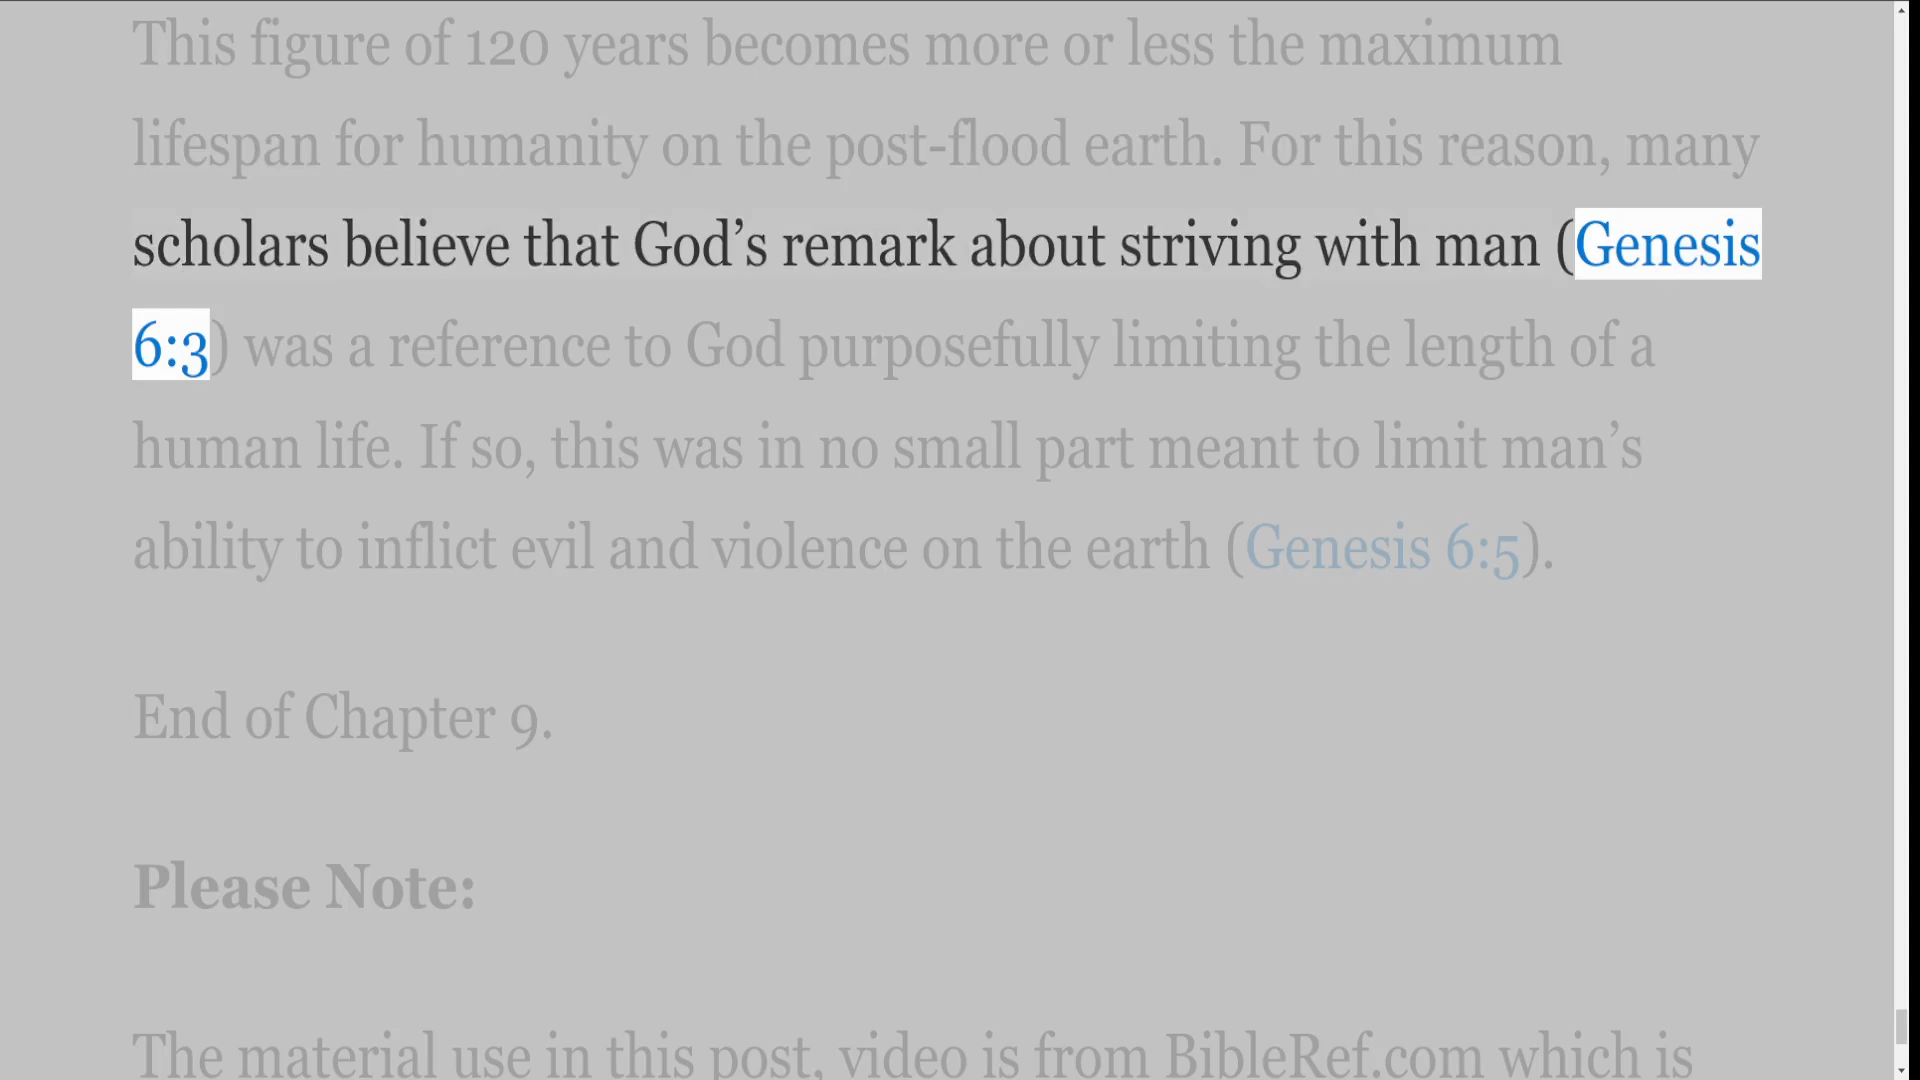 This figure of 120 years becomes more or less the maximum
lifespan for humanity on the post-flood earth. For this reason, many
scholars believe that God’s remark about striving with man (Genesis
6:3) was a reference to God purposefully limiting the length of a
human life. If so, this was in no small part meant to limit man’s
ability to inflict evil and violence on the earth (Genesis 6:5).
End of Chapter 9.
Please Note:
The material use in this post, video is from BibleRef.com which is